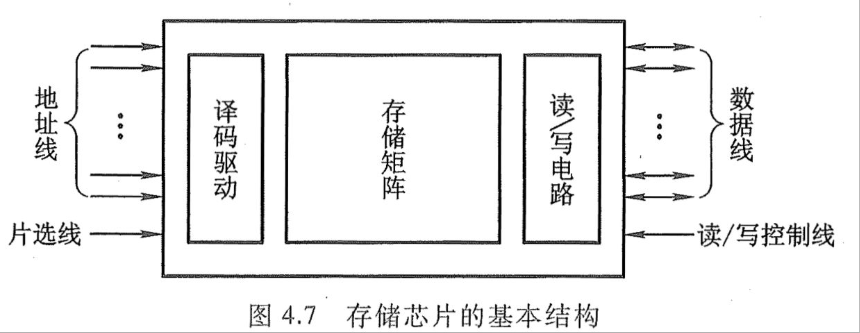 地址线
片选线
译码驱动
存储矩阵
读/写电路
数据线
读/写控制线
图 4.7 存储芯片的基本结构